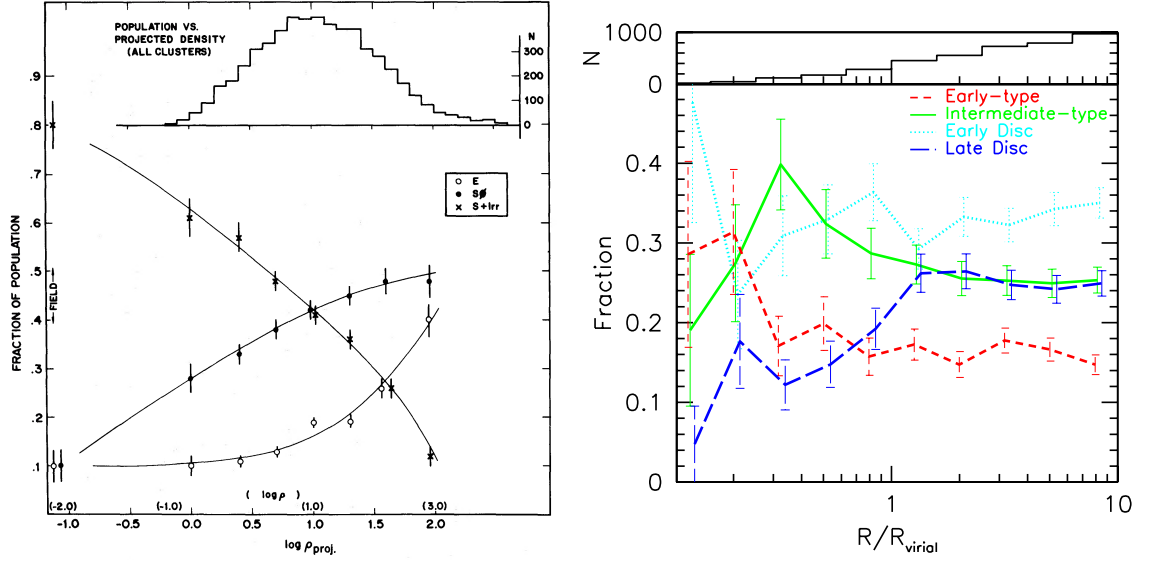 POPULATION VS.
PROJECTED DENSITY
(ALL CLUSTERS)
N
300
200
100
0
.9
.8
.7
.6
.5
.4
.3
.2
.1
FRACTION OF POPULATION
FIELD
E
SØ
S+Irr
( log ρ )
(-2.0) (-1.0) (1.0) (3.0)
-1.0 -0.5 0.0 0.5 1.0 1.5 2.0
log ρproj.
N
1000
0
Early-type
Intermediate-type
Early Disc
Late Disc
Fraction
0.4
0.3
0.2
0.1
0
1 10
R/Rvirial